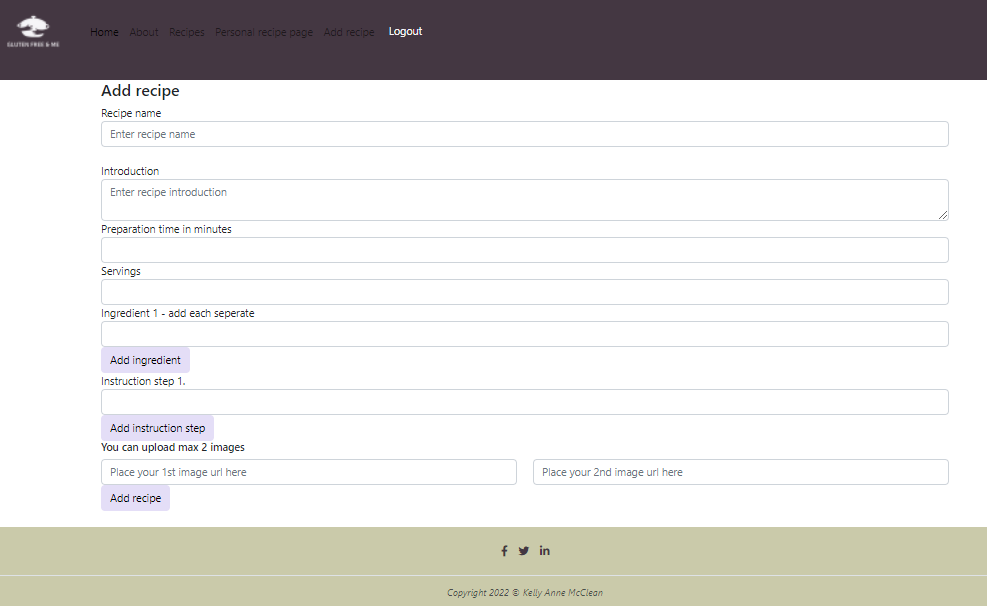 GLUTEN FREE & ME
Home About Recipes Personal recipe page Add recipe Logout
Add recipe
Recipe name
Enter recipe name
Introduction
Enter recipe introduction
Preparation time in minutes
Servings
Ingredient 1 - add each seperate
Add ingredient
Instruction step 1.
Add instruction step
You can upload max 2 images
Place your 1st image url here Place your 2nd image url here
Add recipe
Copyright 2022 © Kelly Anne McClean